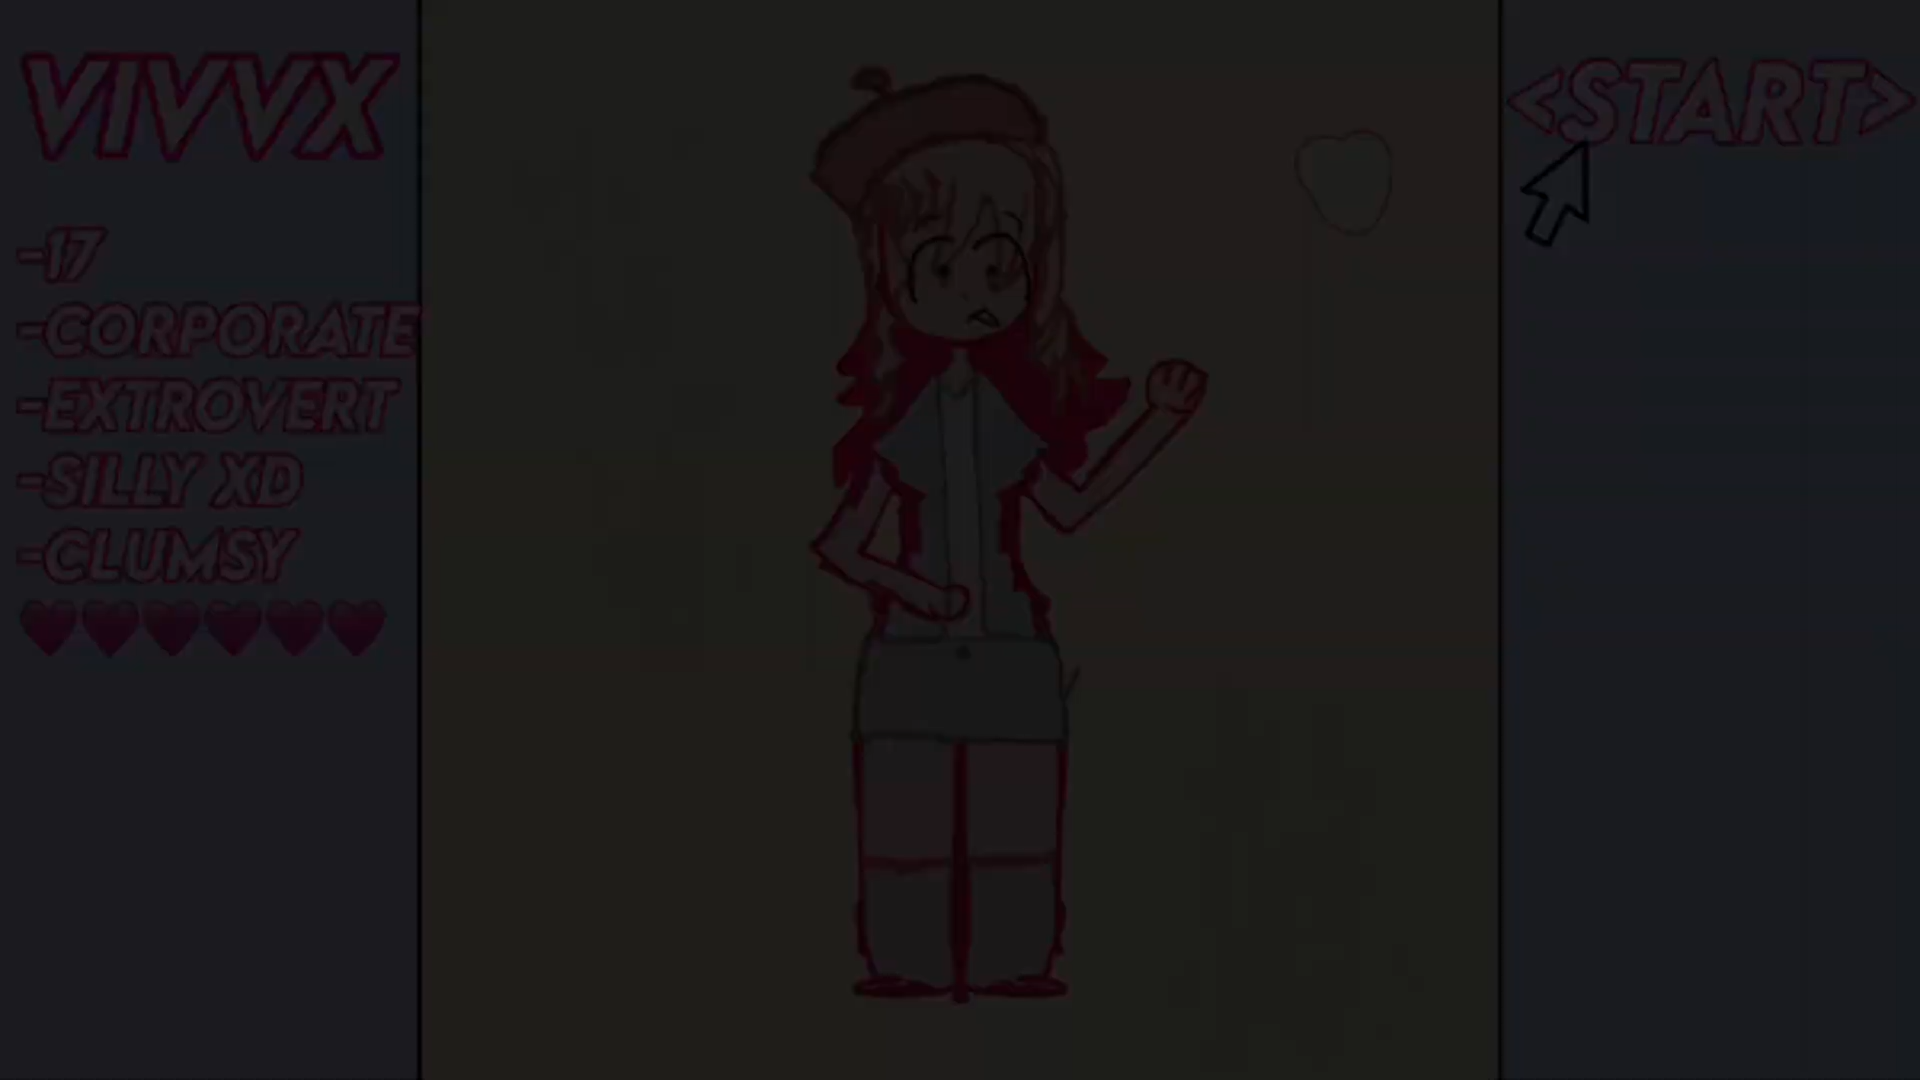 VIVVX
<START>
-17
-CORPORATE
-EXTROVERT
-SILLY XD
-CLUMSY